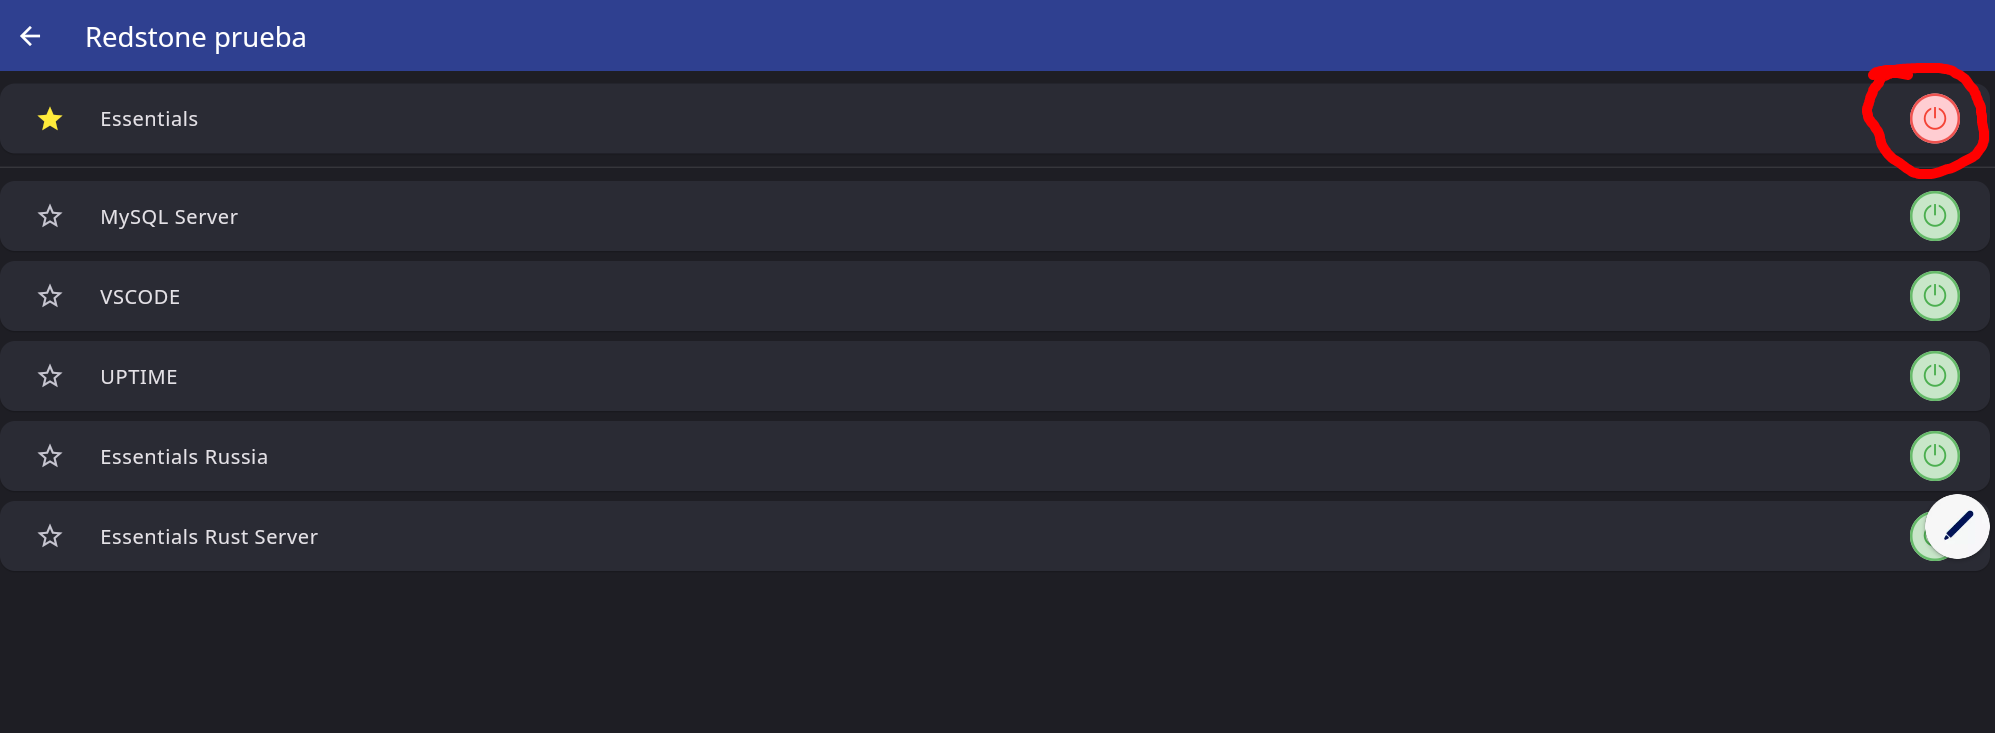 Redstone prueba
Essentials
MySQL Server
VSCODE
UPTIME
Essentials Russia
Essentials Rust Server